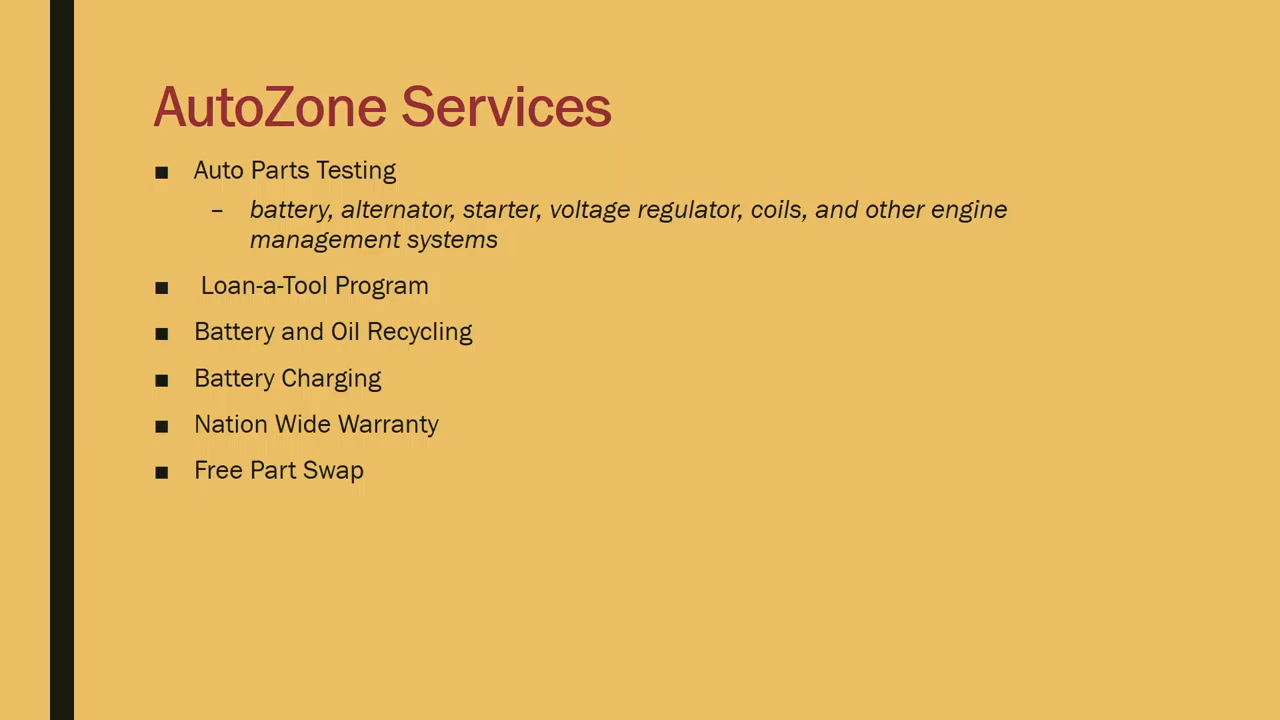 AutoZone Services
■ Auto Parts Testing
– battery, alternator, starter, voltage regulator, coils, and other engine
management systems
■ Loan-a-Tool Program
■ Battery and Oil Recycling
■ Battery Charging
■ Nation Wide Warranty
■ Free Part Swap